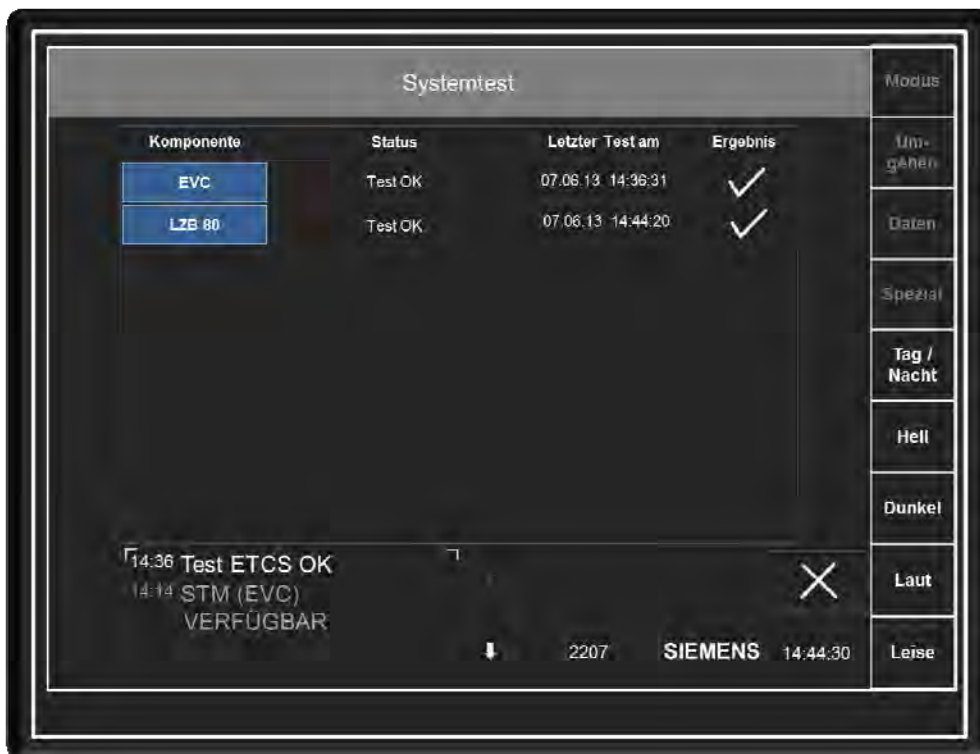 Systemtest
Komponente Status Letzter Test am Ergebnis
EVC Test OK 07.06.13 14:36:31
LZB 80 Test OK 07.06.13 14:44:20
14:36 Test ETCS OK
14:14 STM (EVC)
VERFÜGBAR
2207 SIEMENS 14:44:30
Modus
Um-
gehen
Daten
Spezial
Tag /
Nacht
Hell
Dunkel
Laut
Leise